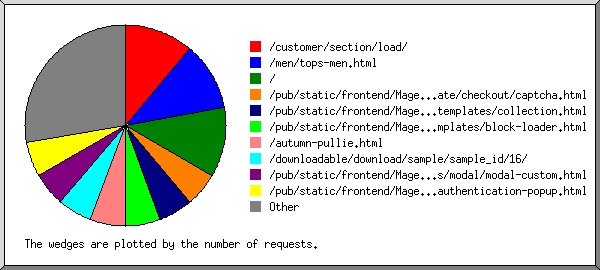 /customer/section/load/
/men/tops-men.html
/
/pub/static/frontend/Mage...ate/checkout/captcha.html
/pub/static/frontend/Mage...templates/collection.html
/pub/static/frontend/Mage...mplates/block-loader.html
/autumn-pullie.html
/downloadable/download/sample/sample_id/16/
/pub/static/frontend/Mage...s/modal/modal-custom.html
/pub/static/frontend/Mage...authentication-popup.html
Other
The wedges are plotted by the number of requests.